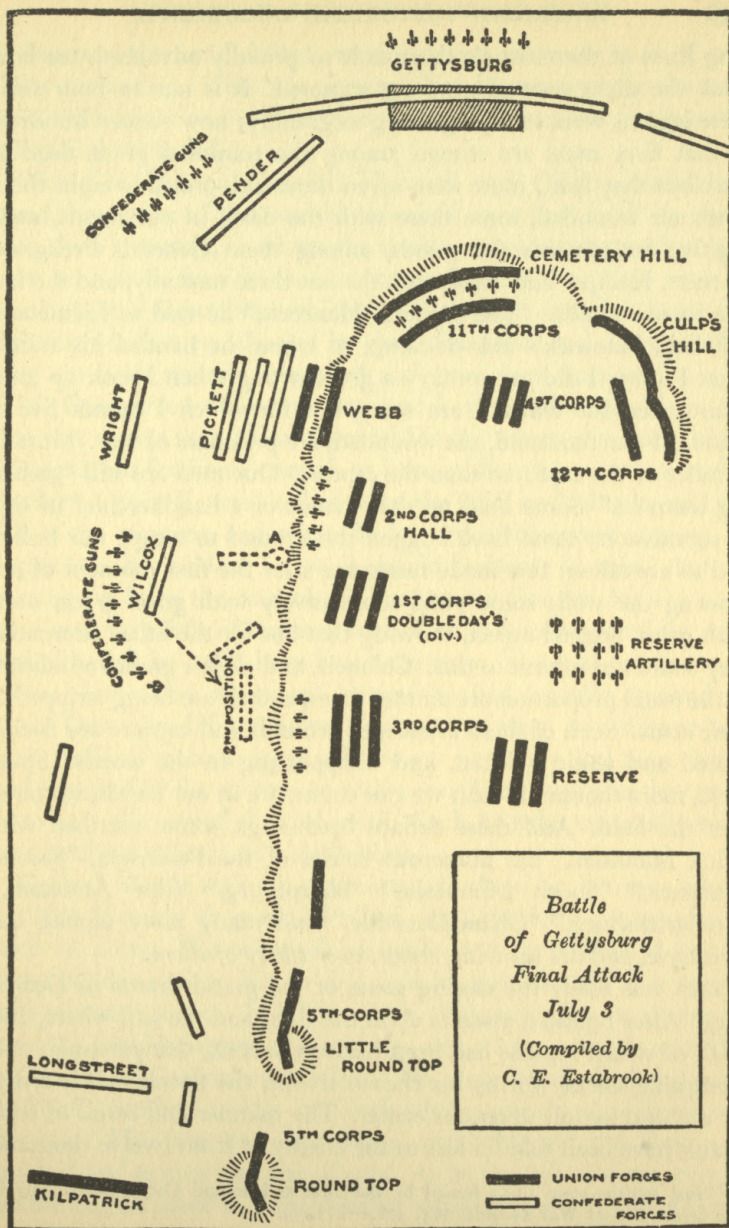 GETTYSBURG
CONFEDERATE GUNS
PENDER
CEMETERY HILL
CULP'S
HILL
11TH CORPS
WRIGHT
PICKETT
WEBB
1ST CORPS
12TH CORPS
2ND CORPS
HALL
A
CONFEDERATE GUNS
WILCOX
1ST CORPS
DOUBLEDAY'S
(DIV.)
RESERVE
ARTILLERY
2ND POSITION
3RD CORPS
RESERVE
Battle
of Gettysburg
Final Attack
July 3
(Compiled by
C. E. Estabrook)
5TH CORPS
LITTLE
ROUND TOP
LONGSTREET
5TH CORPS
ROUND TOP
KILPATRICK
UNION FORCES
CONFEDERATE
FORCES